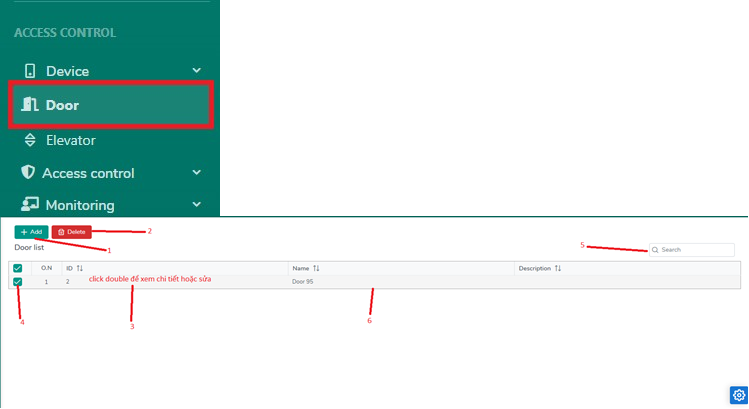 ACCESS CONTROL
Device
Door
Elevator
Access control
Monitoring
+ Add
Delete
2
1
Door list
5
Search
O.N
ID
Name
Description
1
2
click double để xem chi tiết hoặc sửa
Door 95
4
3
6